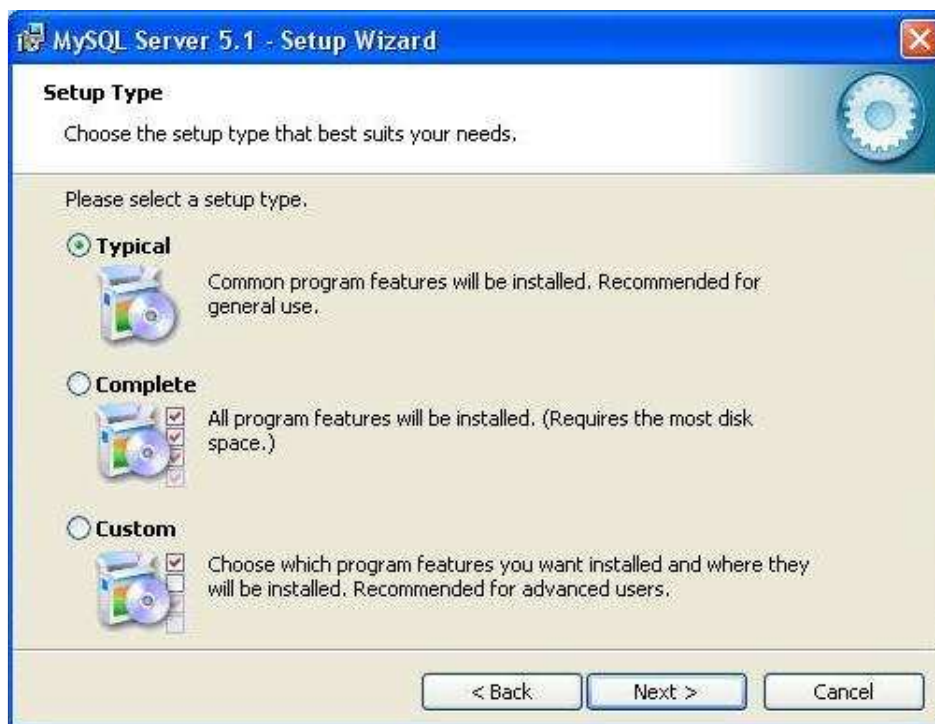 MySQL Server 5.1 - Setup Wizard
Setup Type
Choose the setup type that best suits your needs.
Please select a setup type.
Typical
Common program features will be installed. Recommended for
general use.
Complete
All program features will be installed. (Requires the most disk
space.)
Custom
Choose which program features you want installed and where they
will be installed. Recommended for advanced users.
< Back
Next >
Cancel